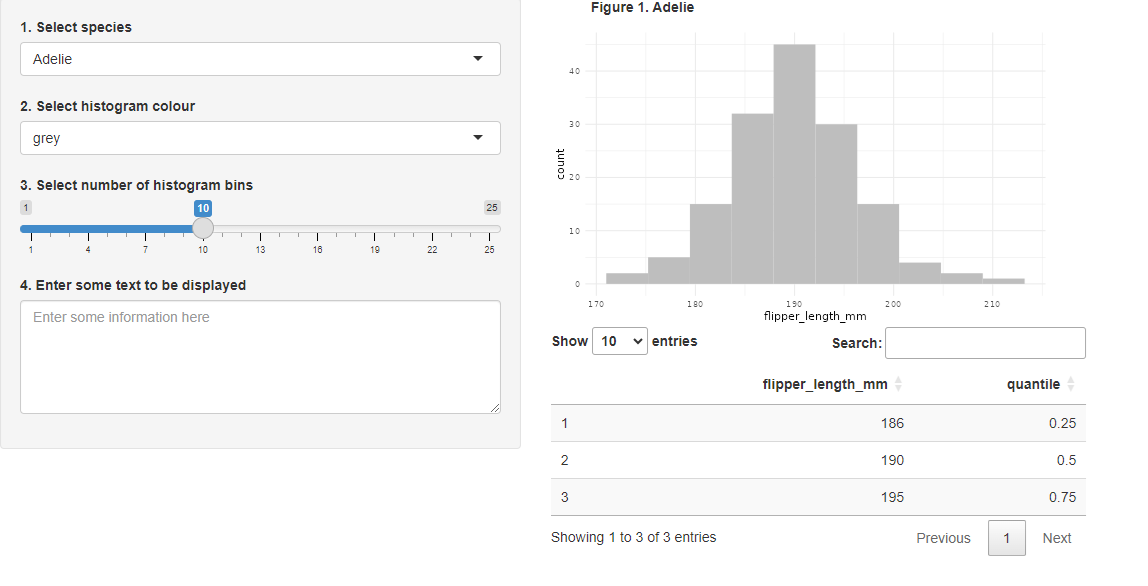 1. Select species
Adelie
2. Select histogram colour
grey
3. Select number of histogram bins
1 10 25
1 4 7 10 13 16 19 22 25
4. Enter some text to be displayed
Enter some information here
Figure 1. Adelie
count
40
30
20
10
0
170 180 190 200 210
flipper_length_mm
Show 10 entries
Search:
flipper_length_mm quantile
1 186 0.25
2 190 0.5
3 195 0.75
Showing 1 to 3 of 3 entries
Previous 1 Next